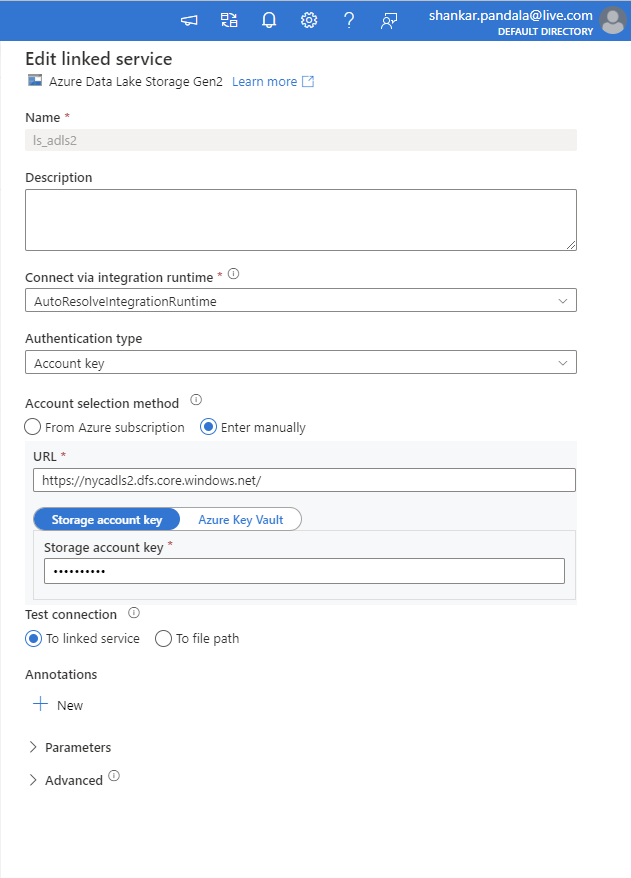 shankar.pandala@live.com
DEFAULT DIRECTORY
Edit linked service
Azure Data Lake Storage Gen2 Learn more
Name *
ls_adls2
Description
Connect via integration runtime *
AutoResolveIntegrationRuntime
Authentication type
Account key
Account selection method
From Azure subscription Enter manually
URL *
https://nycadls2.dfs.core.windows.net/
Storage account key Azure Key Vault
Storage account key *
••••••••••
Test connection
To linked service To file path
Annotations
New
Parameters
Advanced